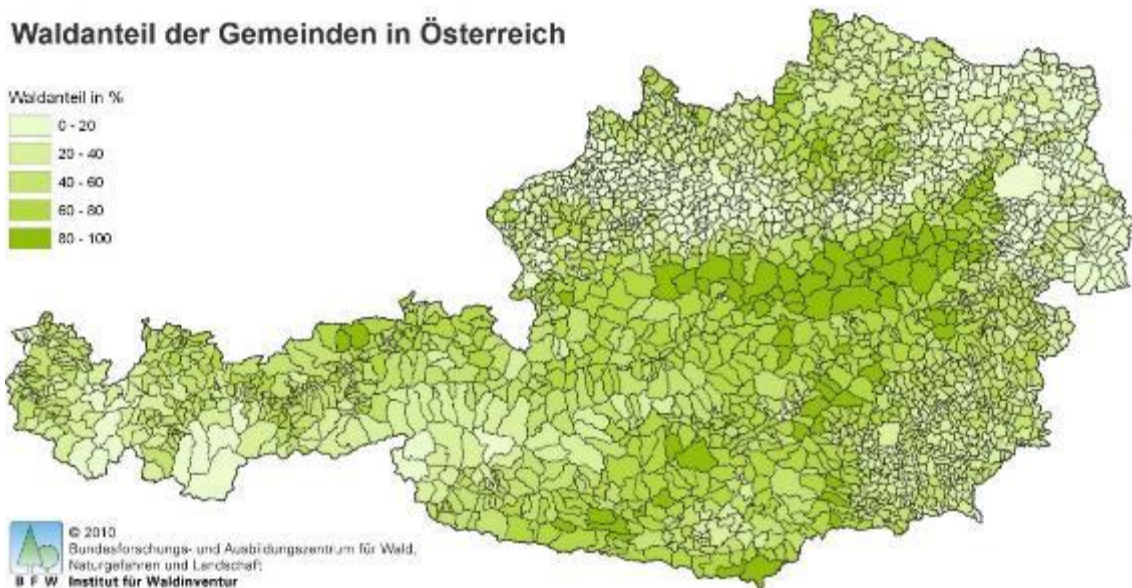 Waldanteil der Gemeinden in Österreich
Waldanteil in %
0 - 20
20 - 40
40 - 60
60 - 80
80 - 100
© 2010
Bundesforschungs- und Ausbildungszentrum für Wald,
Naturgefahren und Landschaft
Institut für Waldinventur
B F W